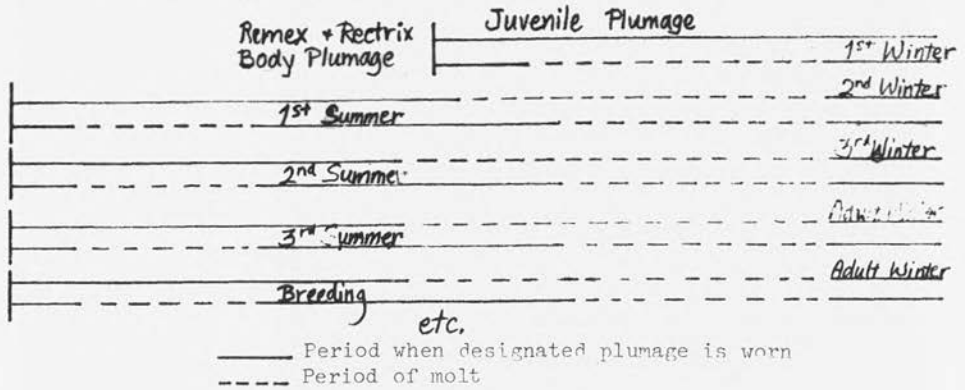 Juvenile Plumage
Remex + Rectrix
Body Plumage
1st Winter
2nd Winter
1st Summer
3rd Winter
2nd Summer
3rd Summer
Adult Winter
Breeding
etc.
Period when designated plumage is worn
Period of molt